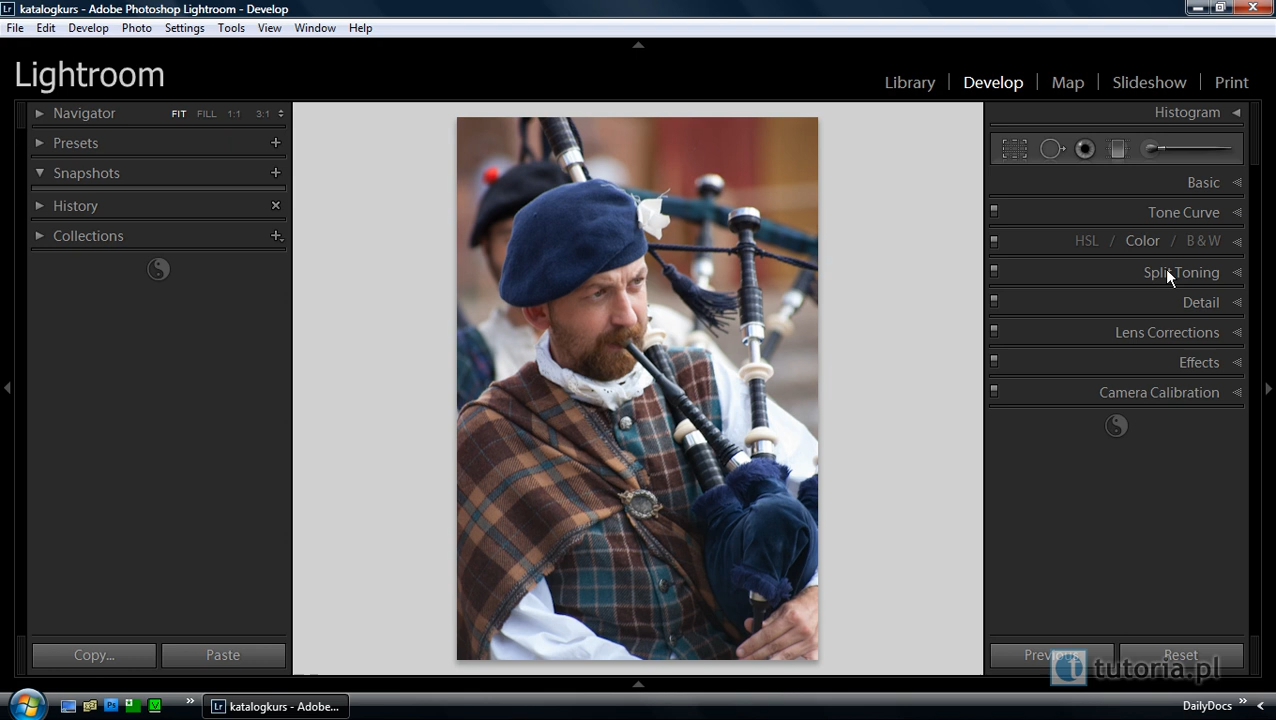 katalogkurs - Adobe Photoshop Lightroom - Develop
File Edit Develop Photo Settings Tools View Window Help
Lightroom
Library Develop Map Slideshow Print
Navigator FIT FILL 1:1 3:1
Presets
Snapshots
History
Collections
Histogram
Basic
Tone Curve
HSL / Color / B & W
Split Toning
Detail
Lens Corrections
Effects
Camera Calibration
Copy... Paste
Previous Reset
tutoria.pl
katalogkurs - Adobe...
DailyDocs